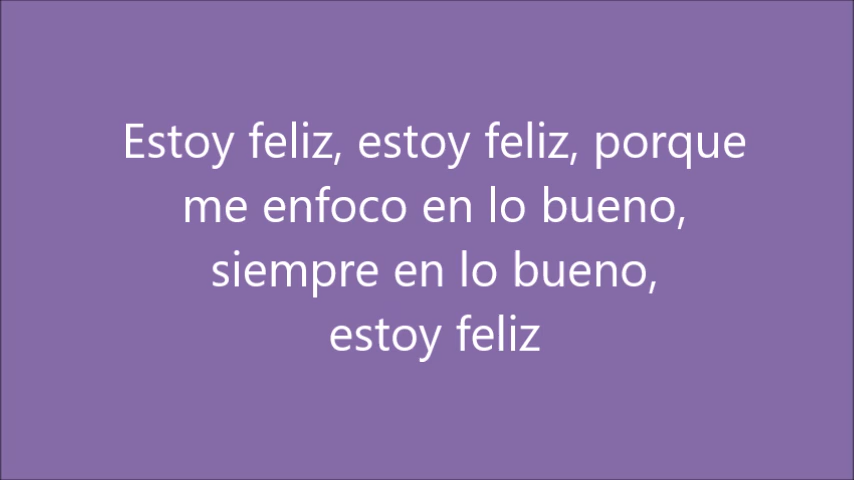 Estoy feliz, estoy feliz, porque
me enfoco en lo bueno,
siempre en lo bueno,
estoy feliz